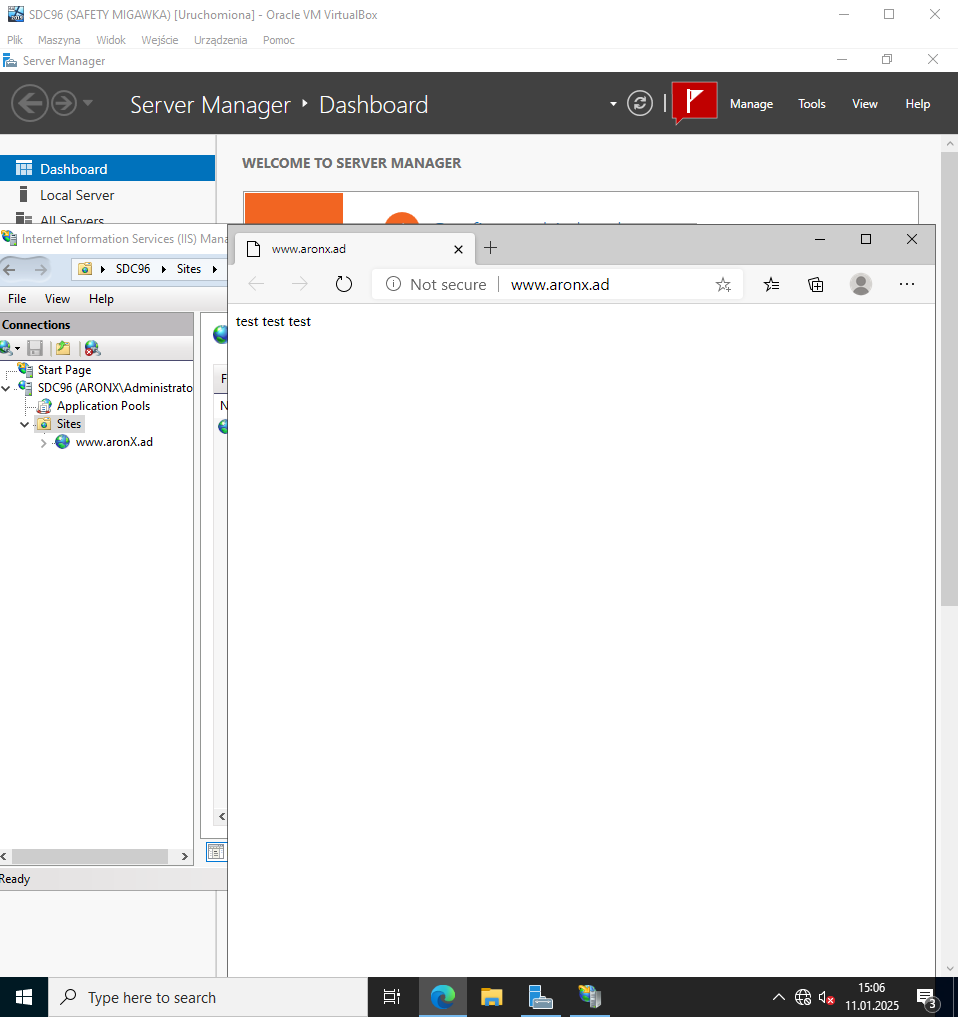 SDC96 (SAFETY MIGAWKA) [Uruchomiona] - Oracle VM VirtualBox
Plik Maszyna Widok Wejście Urządzenia Pomoc
Server Manager
Server Manager Dashboard
Manage Tools View Help
Dashboard
Local Server
All Servers
WELCOME TO SERVER MANAGER
Internet Information Services (IIS) Mana
SDC96 Sites
File View Help
Connections
Start Page
SDC96 (ARONX\Administrato
Application Pools
Sites
www.aronX.ad
Ready
www.aronx.ad
Not secure www.aronx.ad
test test test
F
N
Type here to search
15:06
11.01.2025
3